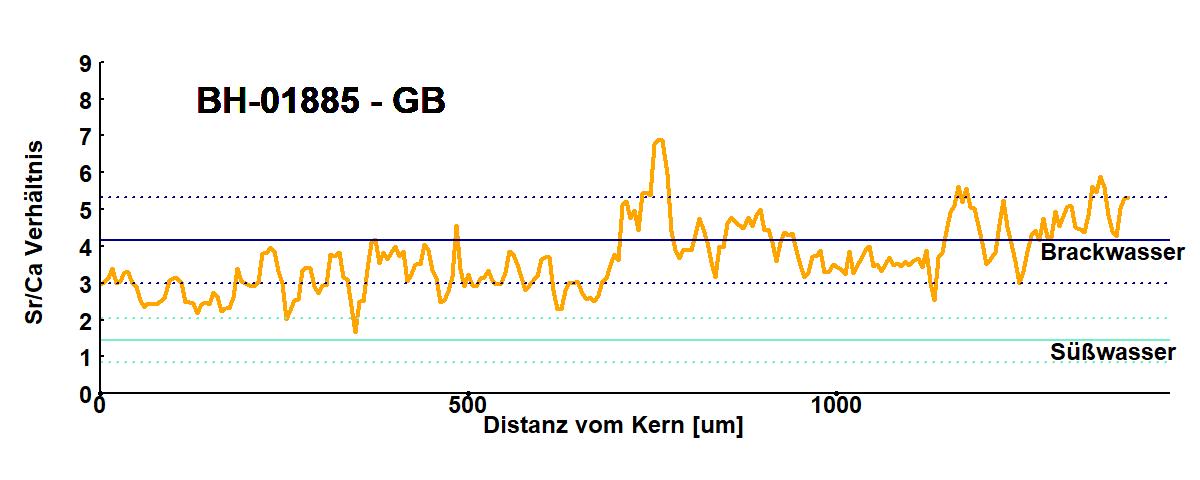 BH-01885 - GB
Sr/Ca Verhältnis
9
8
7
6
5
4
3
2
1
0
Brackwasser
Süßwasser
0 500 1000
Distanz vom Kern [um]